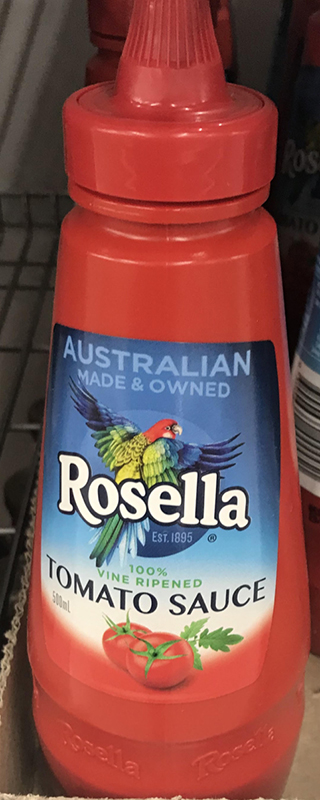 AUSTRALIAN
MADE & OWNED
Rosella
EST. 1895 ®
100%
VINE RIPENED
TOMATO SAUCE
500mL
Rosella Rosella